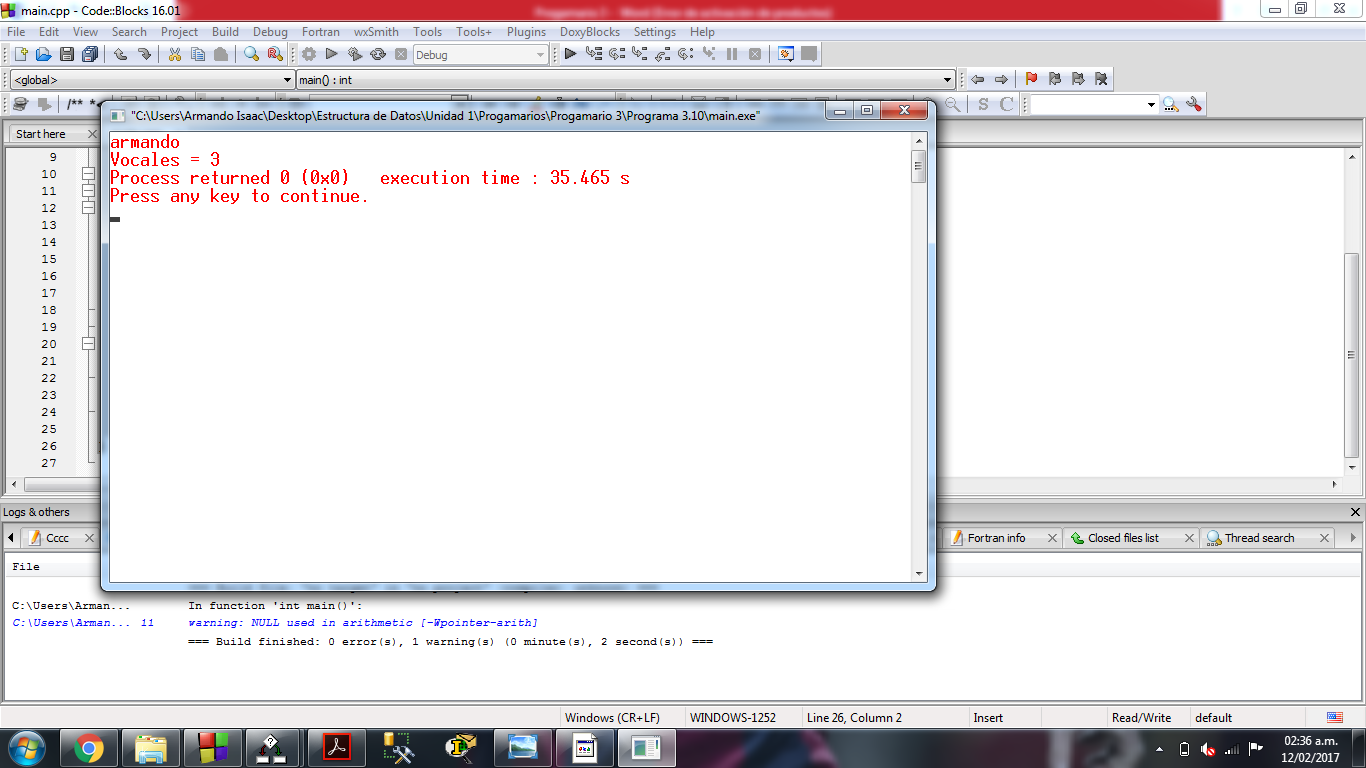 main.cpp - Code::Blocks 16.01
File Edit View Search Project Build Debug Fortran wxSmith Tools Tools+ Plugins DoxyBlocks Settings Help
Debug
<global> main() : int
/** *
S C
Start here
"C:\Users\Armando Isaac\Desktop\Estructura de Datos\Unidad 1\Progamarios\Progamario 3\Programa 3.10\main.exe"
armando
Vocales = 3
Process returned 0 (0x0)   execution time : 35.465 s
Press any key to continue.
9
10
11
12
13
14
15
16
17
18
19
20
21
22
23
24
25
26
27
Logs & others
Cccc Fortran info Closed files list Thread search
File
C:\Users\Arman... In function 'int main()':
C:\Users\Arman... 11 warning: NULL used in arithmetic [-Wpointer-arith]
=== Build finished: 0 error(s), 1 warning(s) (0 minute(s), 2 second(s)) ===
Windows (CR+LF) WINDOWS-1252 Line 26, Column 2 Insert Read/Write default
02:36 a.m.
12/02/2017